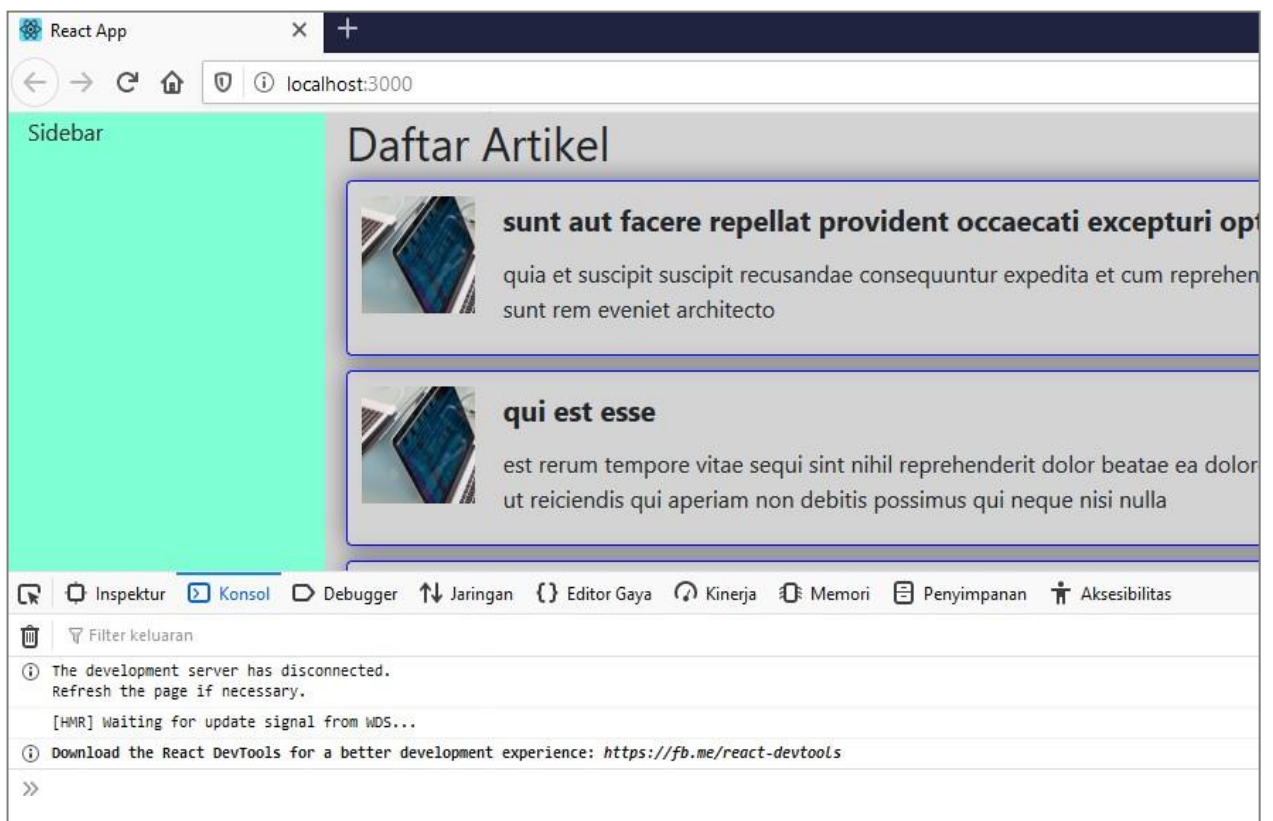 React App
localhost:3000
Sidebar
Daftar Artikel
sunt aut facere repellat provident occaecati excepturi opt
quia et suscipit suscipit recusandae consequuntur expedita et cum reprehen
sunt rem eveniet architecto
qui est esse
est rerum tempore vitae sequi sint nihil reprehenderit dolor beatae ea dolor
ut reiciendis qui aperiam non debitis possimus qui neque nisi nulla
Inspektur Konsol Debugger Jaringan Editor Gaya Kinerja Memori Penyimpanan Aksesibilitas
Filter keluaran
The development server has disconnected.
Refresh the page if necessary.
[HMR] Waiting for update signal from WDS...
Download the React DevTools for a better development experience: https://fb.me/react-devtools